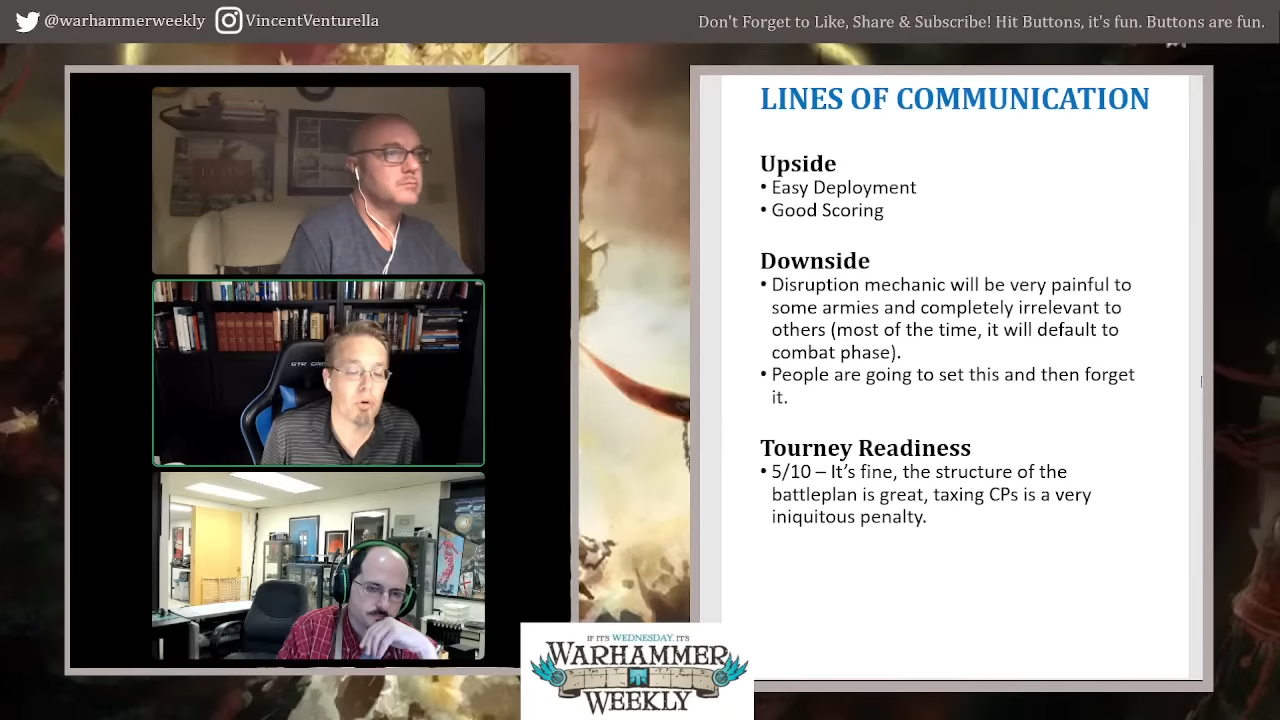 @warhammerweekly VincentVenturella
Don't Forget to Like, Share & Subscribe! Hit Buttons, it's fun. Buttons are fun.
LINES OF COMMUNICATION
Upside
• Easy Deployment
• Good Scoring
Downside
• Disruption mechanic will be very painful to
some armies and completely irrelevant to
others (most of the time, it will default to
combat phase).
• People are going to set this and then forget
it.
Tourney Readiness
• 5/10 – It's fine, the structure of the
battleplan is great, taxing CPs is a very
iniquitous penalty.
IF IT'S WEDNESDAY, IT'S
WARHAMMER
WEEKLY